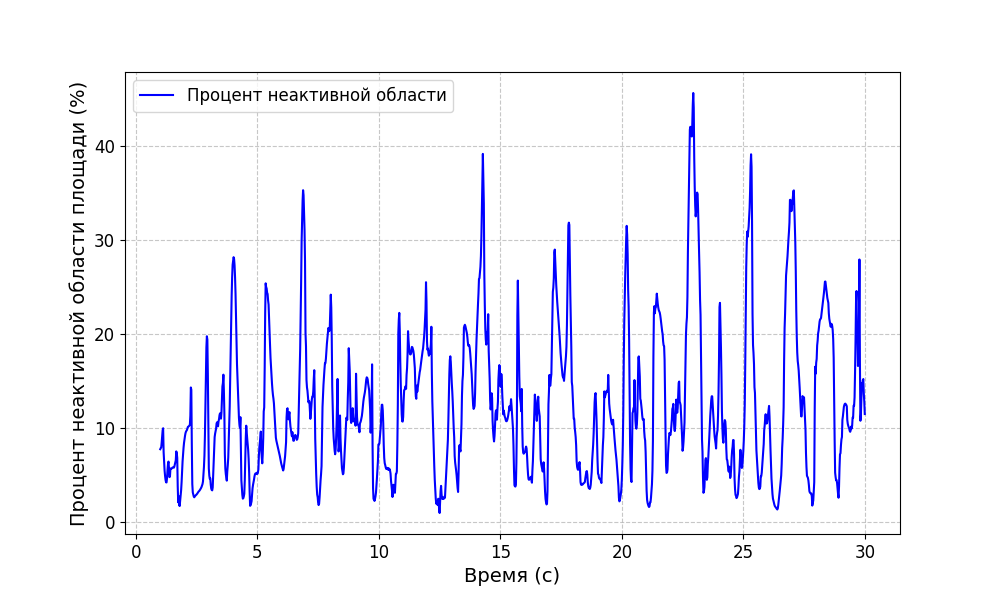 Процент неактивной области
Процент неактивной области площади (%)
40
30
20
10
0
0 5 10 15 20 25 30
Время (с)